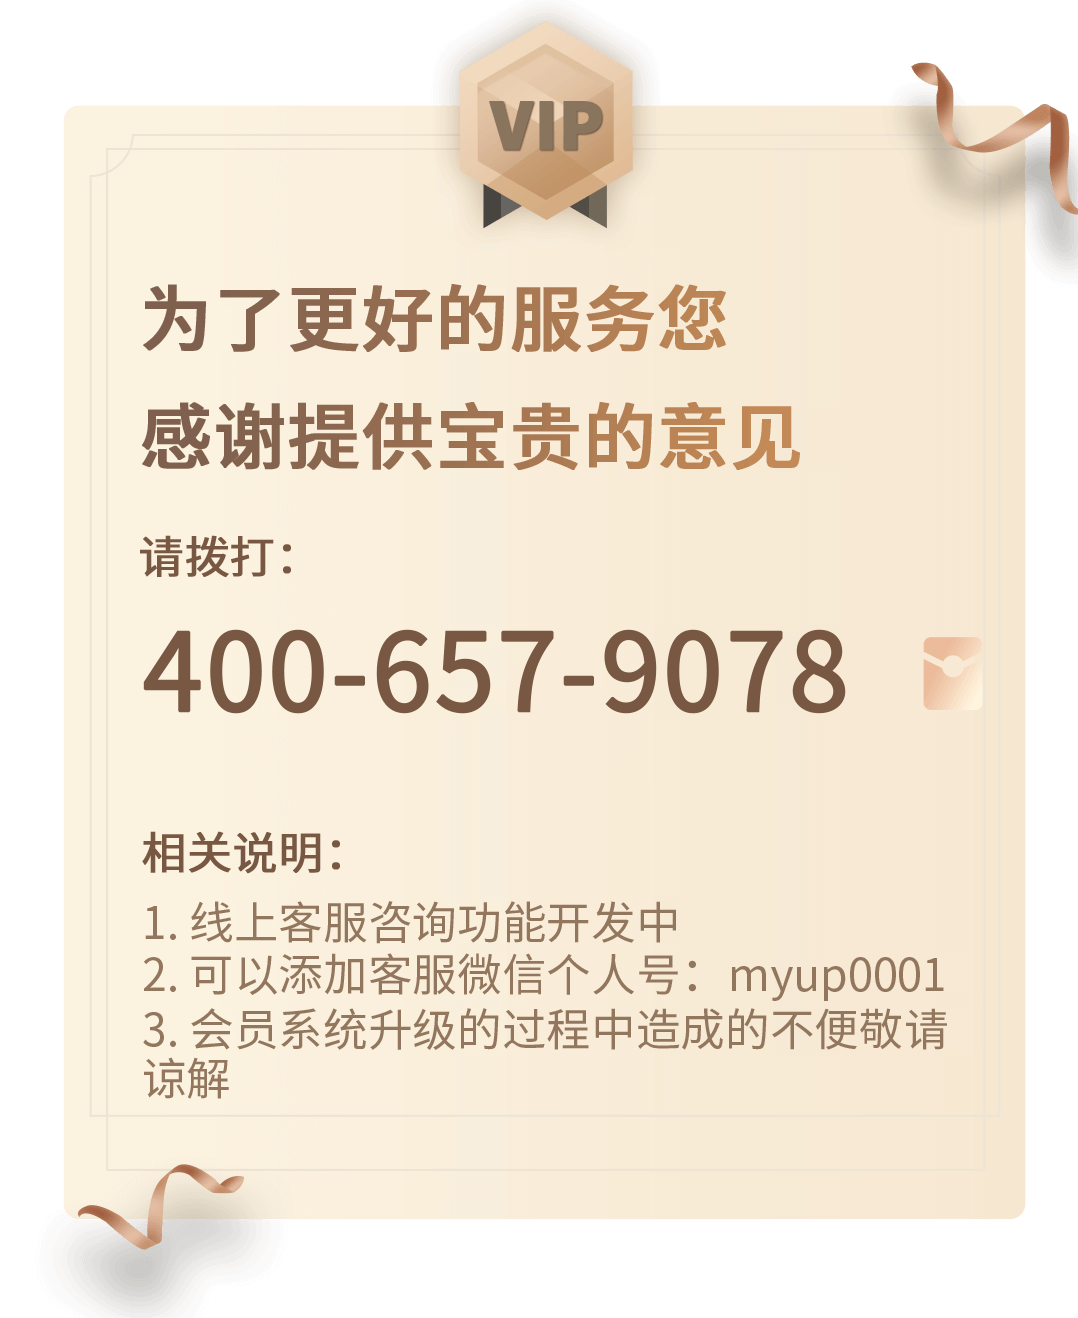 VIP
为了更好的服务您
感谢提供宝贵的意见
请拨打：
400-657-9078
相关说明：
1. 线上客服咨询功能开发中
2. 可以添加客服微信个人号：myup0001
3. 会员系统升级的过程中造成的不便敬请
谅解